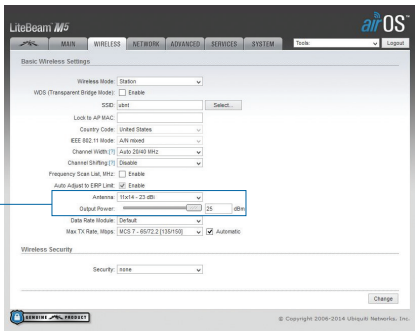 LiteBeam™ M5
airOS™
MAIN WIRELESS NETWORK ADVANCED SERVICES SYSTEM Tools: Logout
Basic Wireless Settings
Wireless Mode: Station
WDS (Transparent Bridge Mode): Enable
SSID: ubnt Select...
Lock to AP MAC:
Country Code: United States
IEEE 802.11 Mode: A/N mixed
Channel Width:[?] Auto 20/40 MHz
Channel Shifting:[?] Disable
Frequency Scan List, MHz: Enable
Auto Adjust to EIRP Limit: Enable
Antenna: 11x14 - 23 dBi
Output Power: 25 dBm
Data Rate Module: Default
Max TX Rate, Mbps: MCS 7 - 65/72.2 [135/150] Automatic
Wireless Security
Security: none
Change
GENUINE PRODUCT
© Copyright 2006-2014 Ubiquiti Networks, Inc.